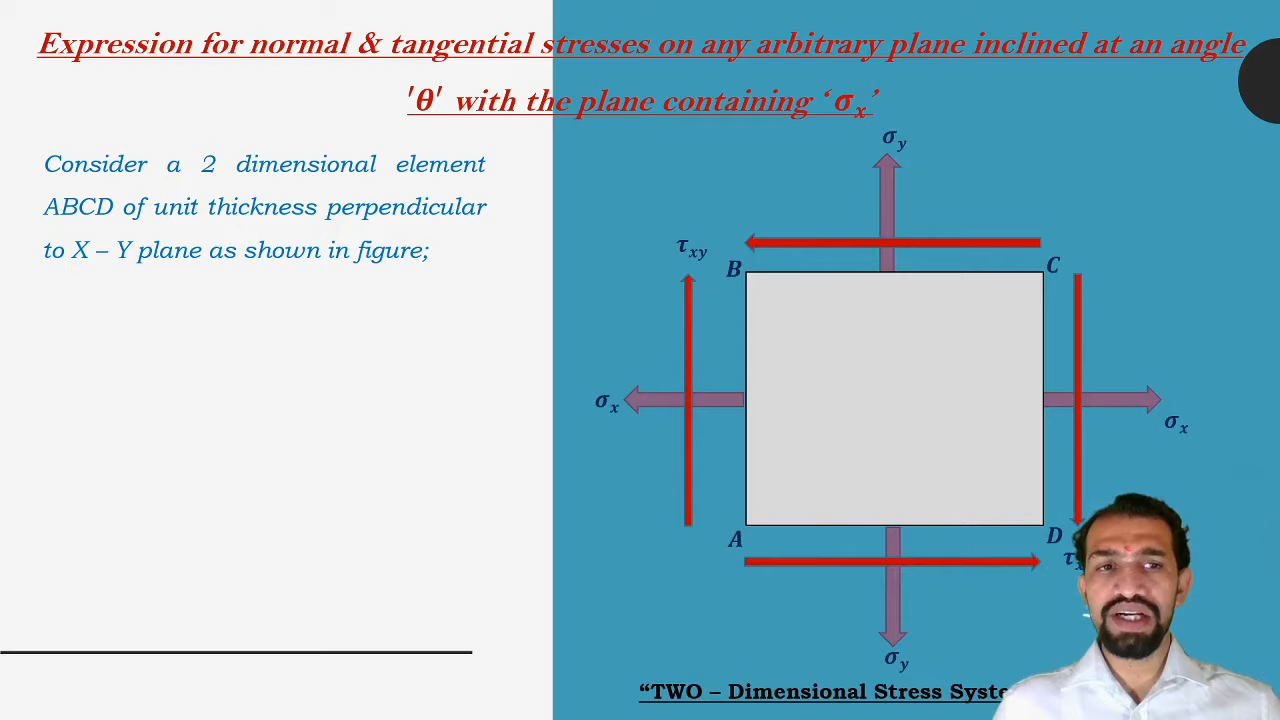 Expression for normal & tangential stresses on any arbitrary plane inclined at an angle
'θ' with the plane containing ‘ σx’
σy
Consider a 2 dimensional element
ABCD of unit thickness perpendicular
to X – Y plane as shown in figure;
τxy
B
C
σx
σx
A
D
σy
“TWO – Dimensional Stress